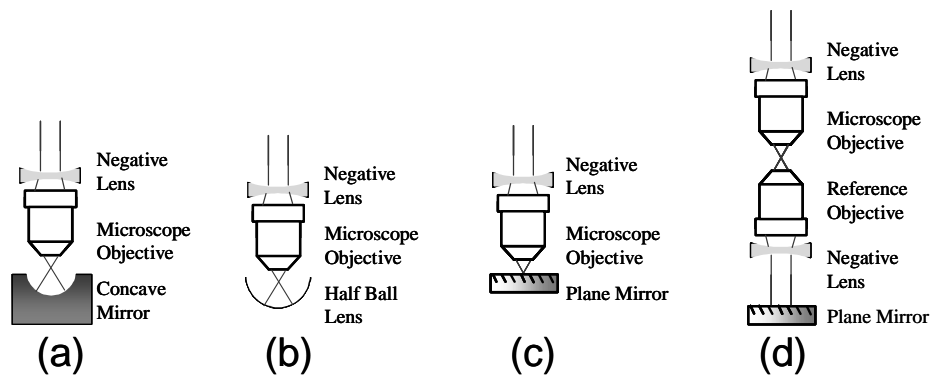 Negative
Lens
Microscope
Objective
Concave
Mirror
(a)
Negative
Lens
Microscope
Objective
Half Ball
Lens
(b)
Negative
Lens
Microscope
Objective
Plane Mirror
(c)
Negative
Lens
Microscope
Objective
Reference
Objective
Negative
Lens
Plane Mirror
(d)